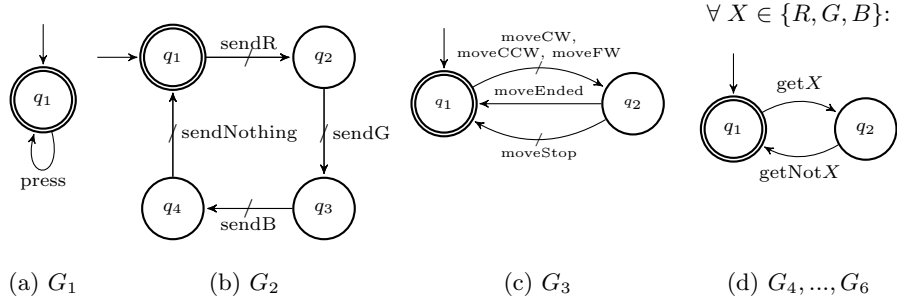 ∀ X ∈ {R, G, B}:
q1
press
q1
sendR
q2
sendNothing
sendG
q4
sendB
q3
moveCW,
moveCCW, moveFW
q1
moveEnded
q2
moveStop
getX
q1
q2
getNotX
(a) G1
(b) G2
(c) G3
(d) G4, ..., G6